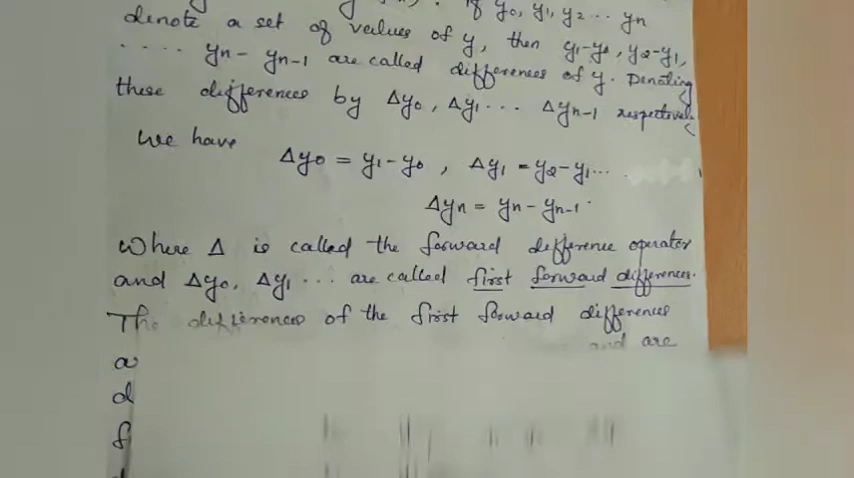 If y0, y1, y2 ... yn
denote a set of values of y, then y1-y0, y2-y1,
.... yn - yn-1 are called differences of y. Denoting
these differences by Δy0, Δy1 ... Δyn-1 respectively
We have
Δy0 = y1 - y0 , Δy1 = y2 - y1 ...
Δyn = yn - yn-1.
Where Δ is called the forward difference operator
and Δy0, Δy1 ... are called first forward differences.
The differences of the first forward differences
and are
a
d
f